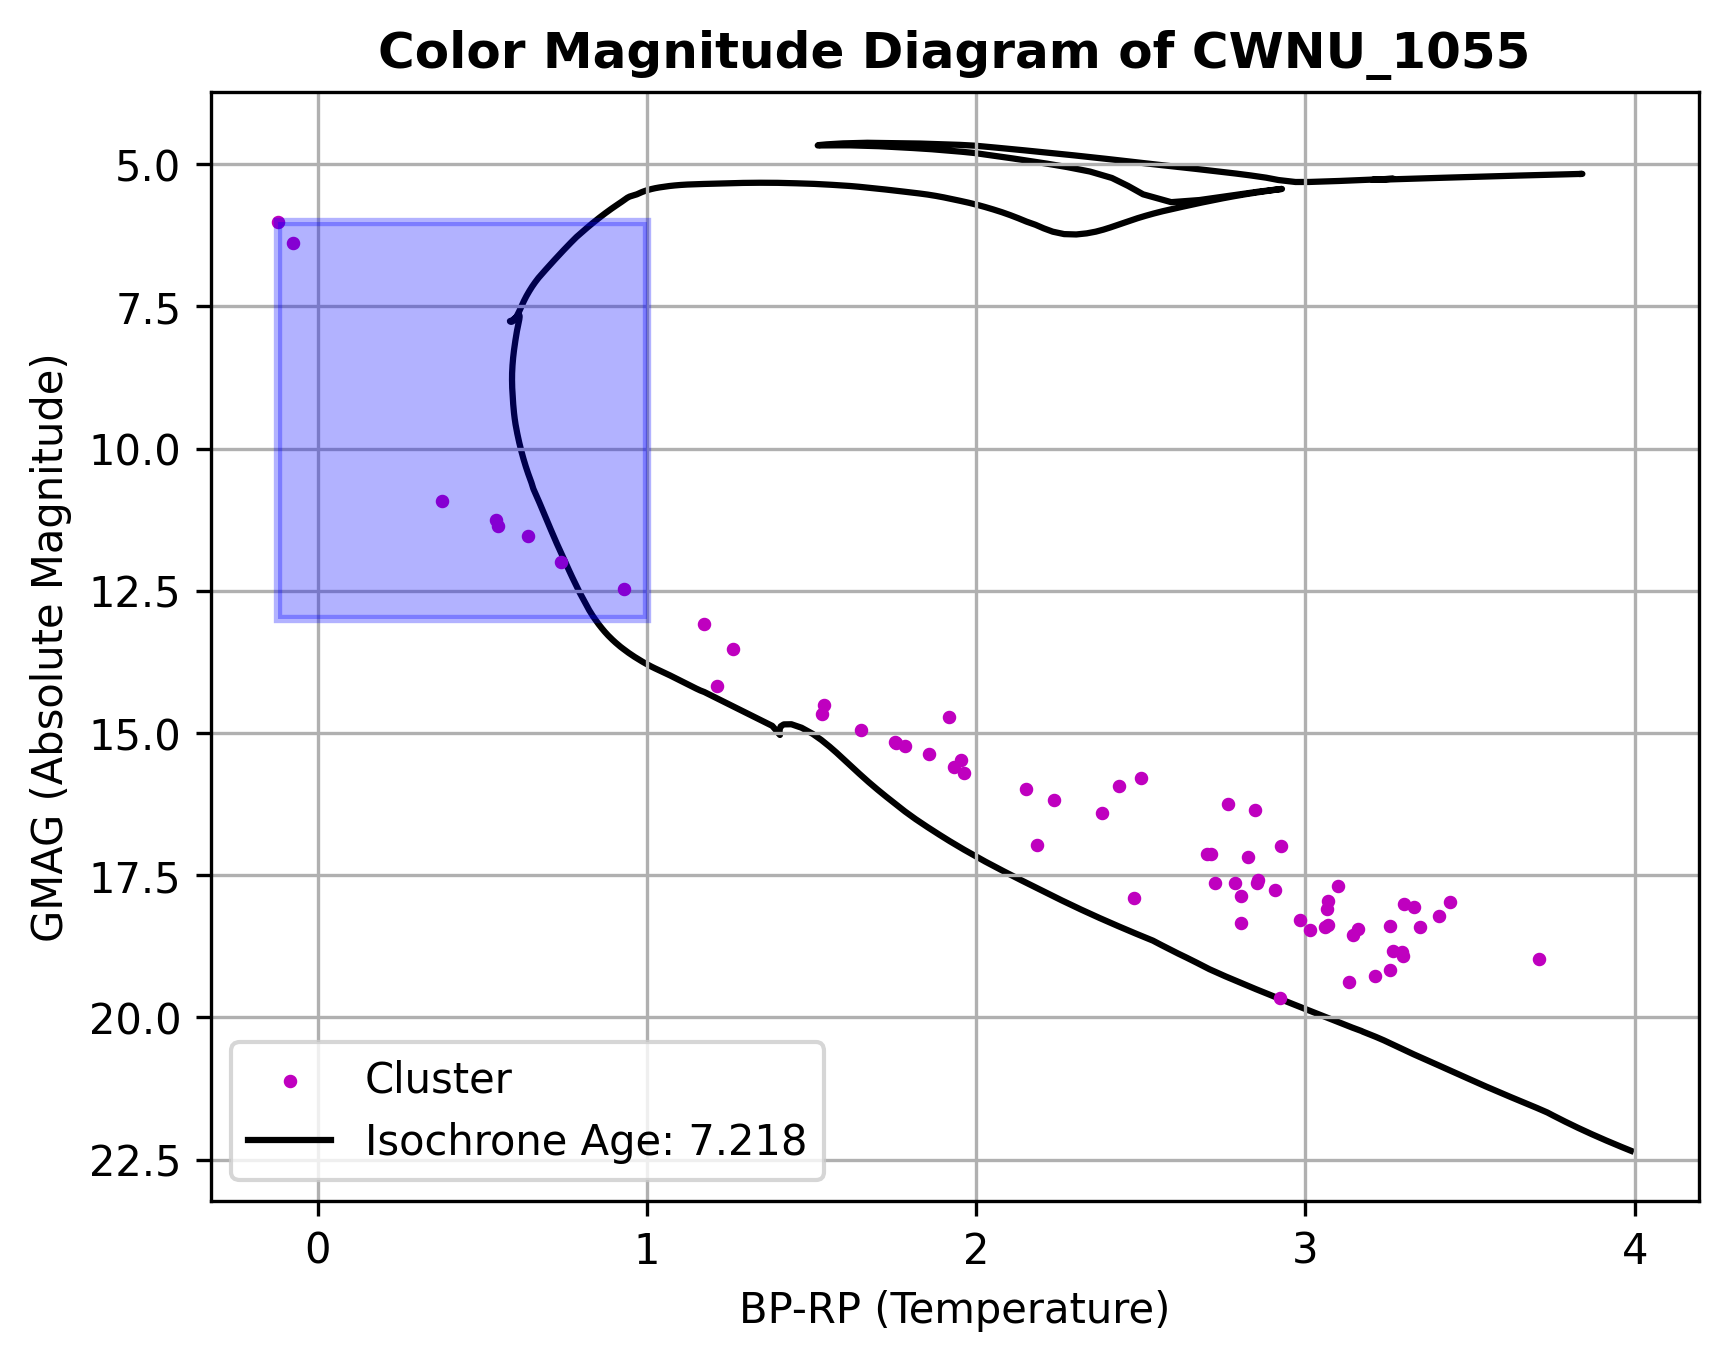 Color Magnitude Diagram of CWNU_1055
GMAG (Absolute Magnitude)
5.0
7.5
10.0
12.5
15.0
17.5
20.0
22.5
Cluster
Isochrone Age: 7.218
0 1 2 3 4
BP-RP (Temperature)